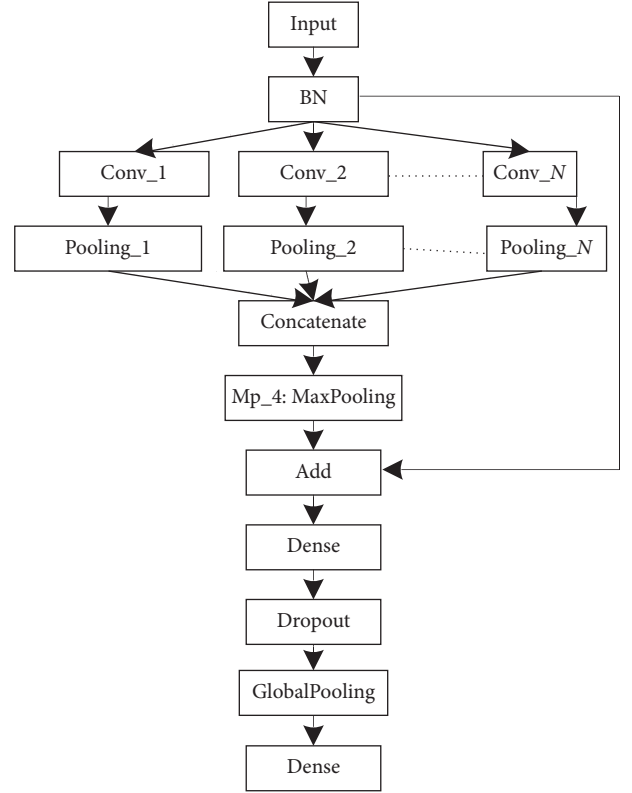 Input
BN
Conv_1
Conv_2
Conv_N
Pooling_1
Pooling_2
Pooling_N
Concatenate
Mp_4: MaxPooling
Add
Dense
Dropout
GlobalPooling
Dense